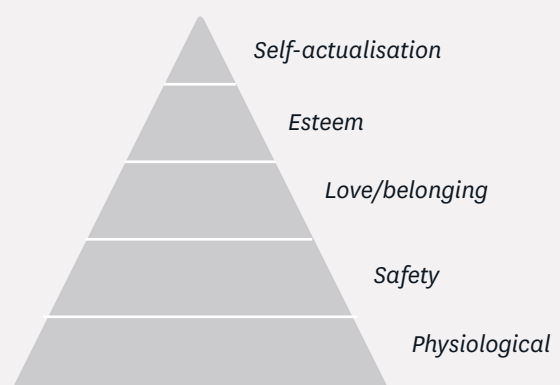 Self-actualisation
Esteem
Love/belonging
Safety
Physiological